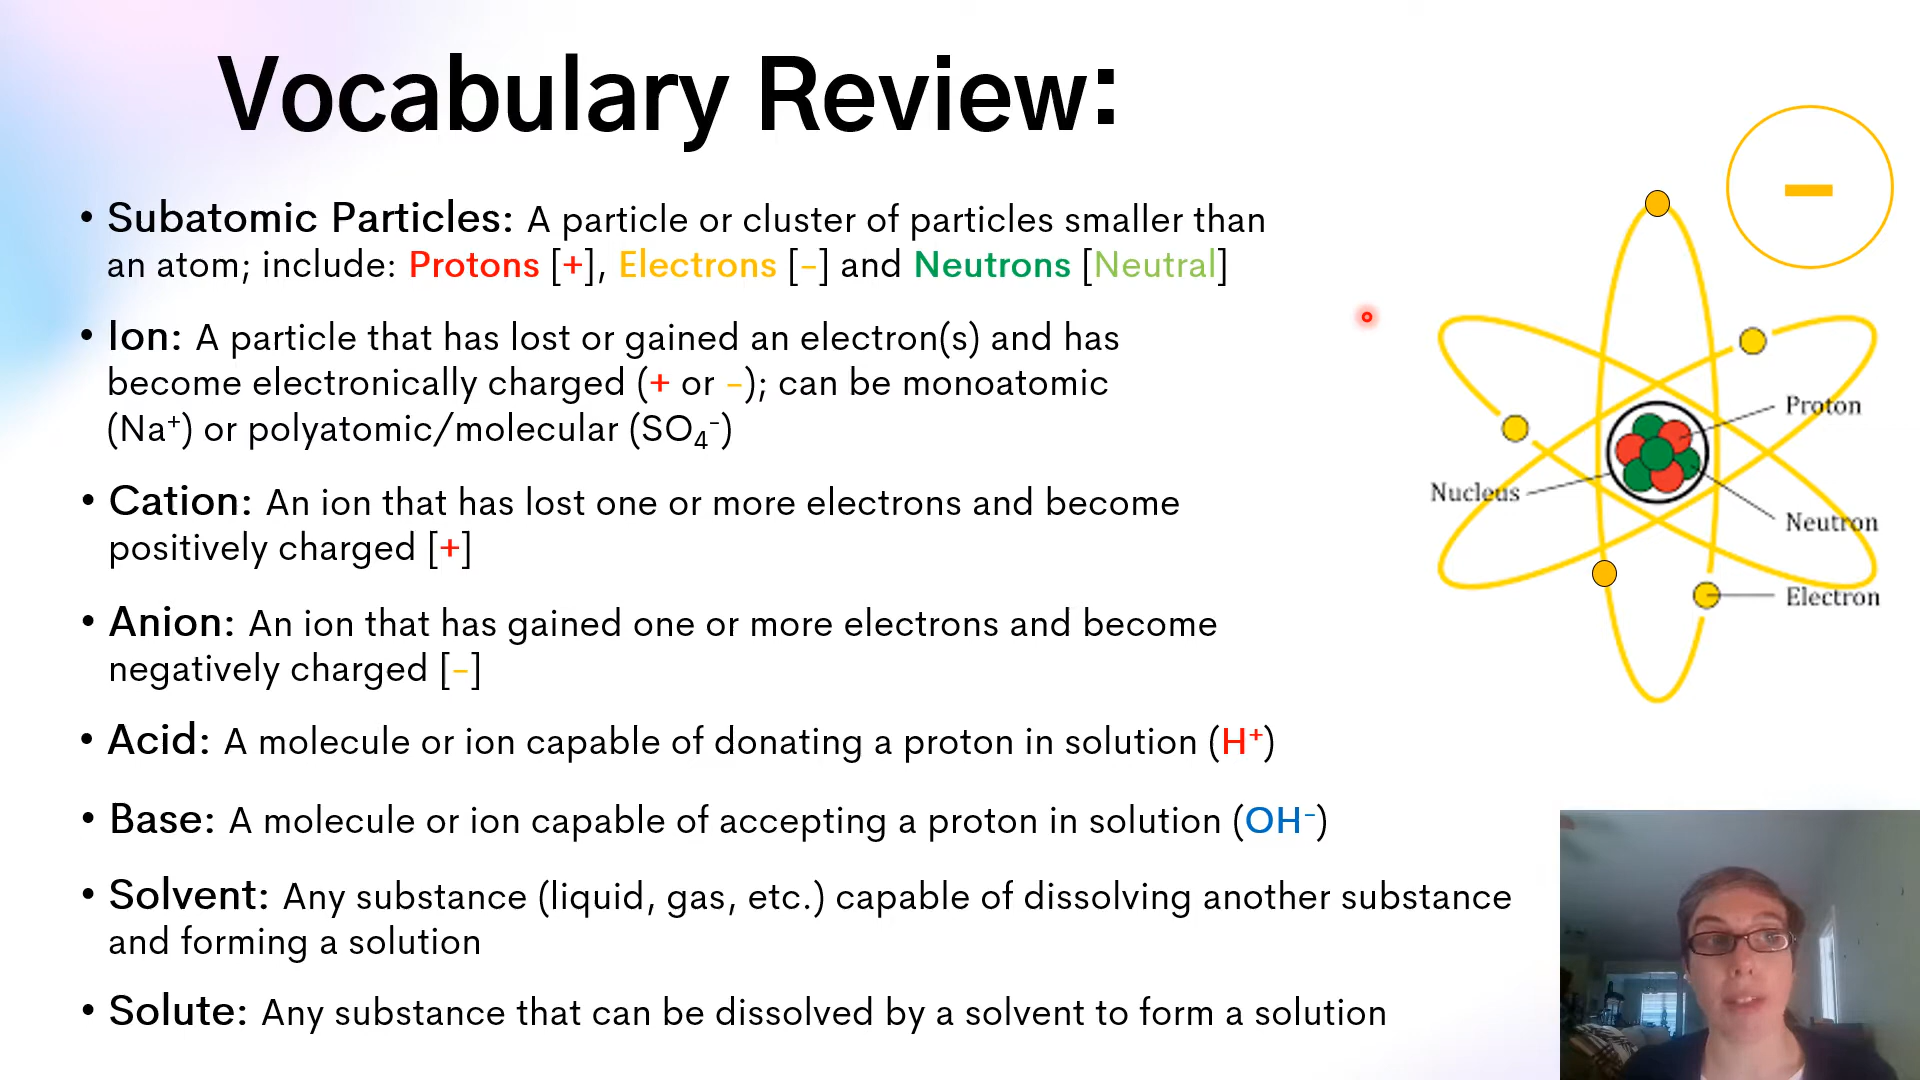 Vocabulary Review:
• Subatomic Particles: A particle or cluster of particles smaller than
an atom; include: Protons [+], Electrons [-] and Neutrons [Neutral]
• Ion: A particle that has lost or gained an electron(s) and has
become electronically charged (+ or -); can be monoatomic
(Na⁺) or polyatomic/molecular (SO₄⁻)
• Cation: An ion that has lost one or more electrons and become
positively charged [+]
• Anion: An ion that has gained one or more electrons and become
negatively charged [-]
• Acid: A molecule or ion capable of donating a proton in solution (H⁺)
• Base: A molecule or ion capable of accepting a proton in solution (OH⁻)
• Solvent: Any substance (liquid, gas, etc.) capable of dissolving another substance
and forming a solution
• Solute: Any substance that can be dissolved by a solvent to form a solution
−
Proton
Nucleus
Neutron
Electron